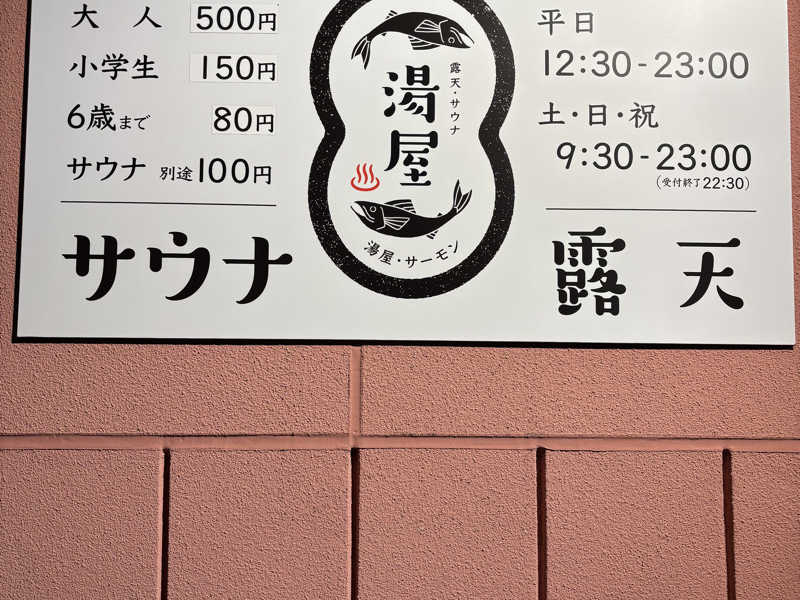 大人 500円
小学生 150円
6歳まで 80円
サウナ 別途100円
サウナ
露天・サウナ
湯屋
湯屋・サーモン
平日
12:30-23:00
土・日・祝
9:30-23:00
(受付終了22:30)
露天